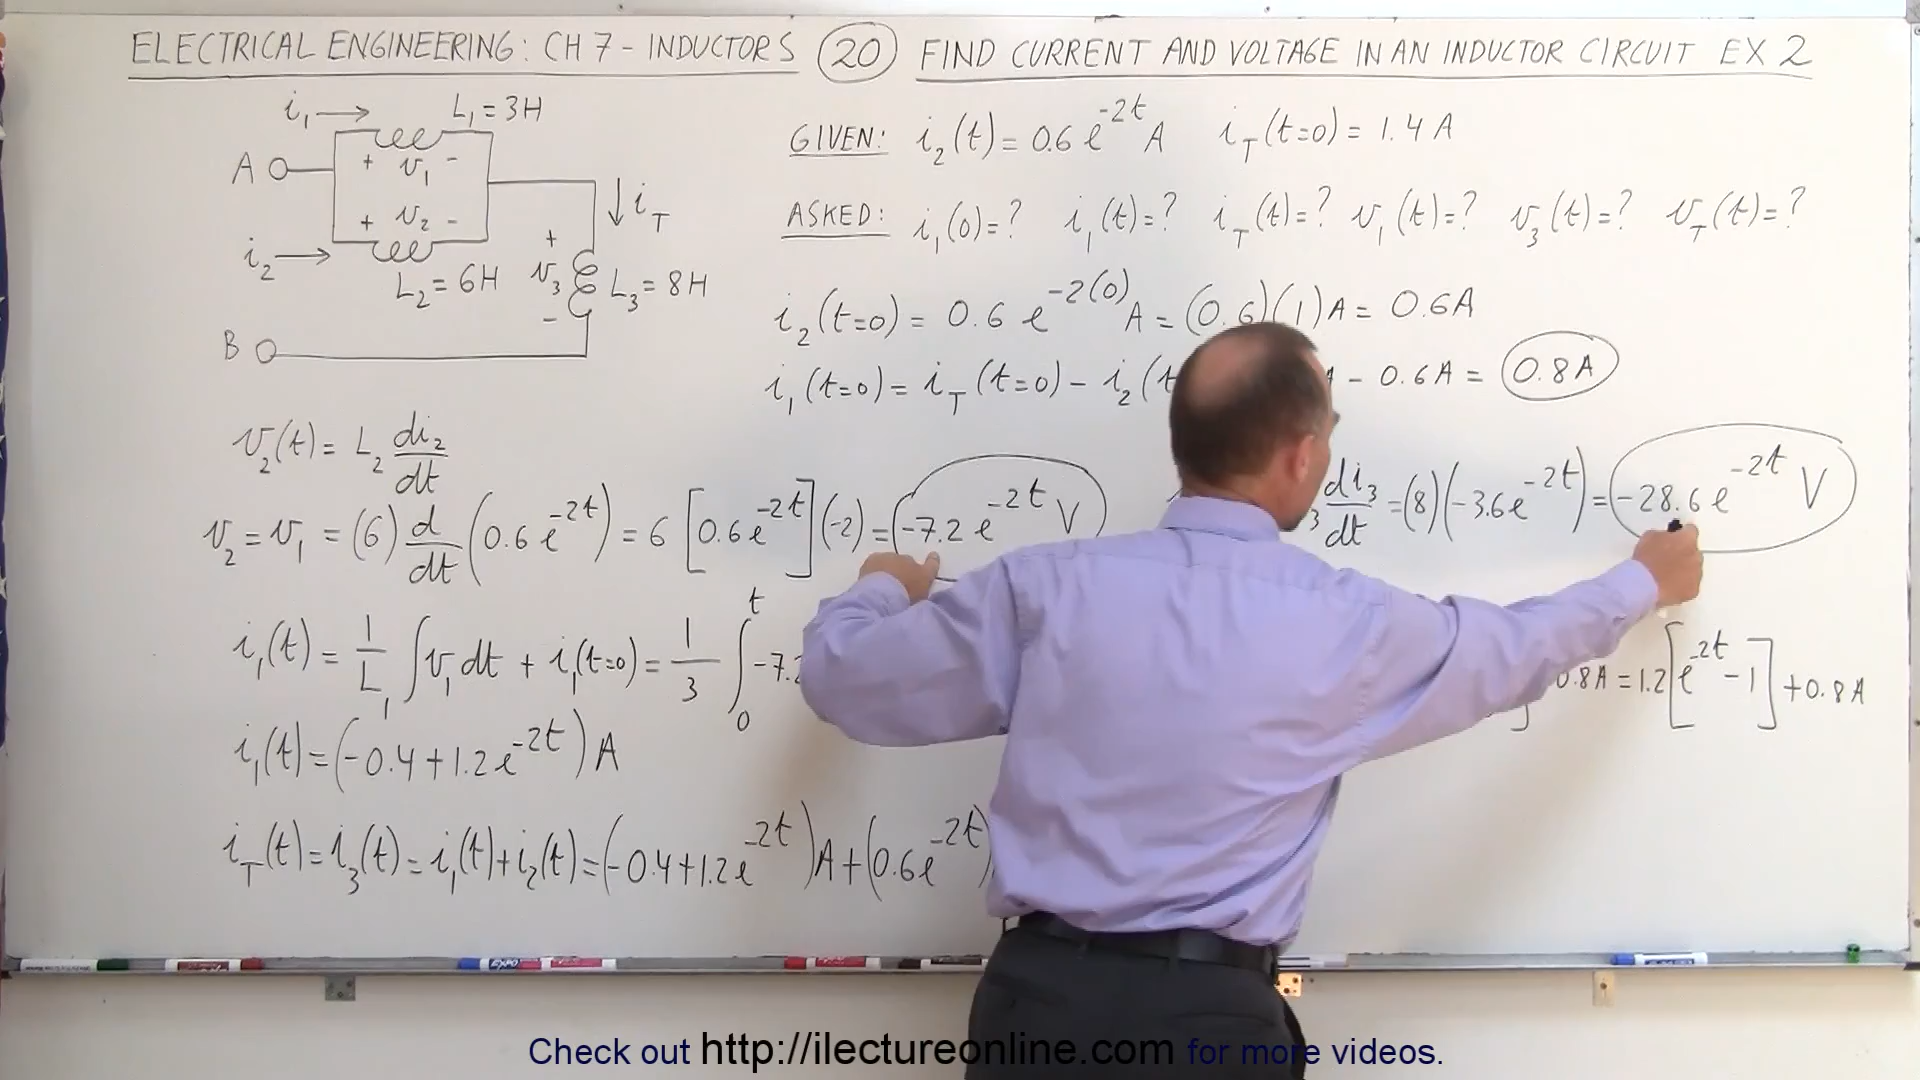 ELECTRICAL ENGINEERING: CH 7 - INDUCTORS (20) FIND CURRENT AND VOLTAGE IN AN INDUCTOR CIRCUIT EX 2
i₁ → L₁ = 3H
A
+ v₁ -
+ v₂ -
i₂ →
L₂ = 6H
↓ i_T
+
v₃
-
L₃ = 8H
B
GIVEN: i₂(t) = 0.6 e^(-2t) A i_T(t=0) = 1.4 A
ASKED: i₁(0) = ? i₁(t) = ? i_T(t) = ? v₁(t) = ? v₃(t) = ? v_T(t) = ?
i₂(t=0) = 0.6 e^(-2(0)) A = (0.6)(1) A = 0.6A
i₁(t=0) = i_T(t=0) - i₂(t - 0.6A = 0.8A
v₂(t) = L₂ di₂/dt
v₂ = v₁ = (6) d/dt (0.6 e^(-2t)) = 6 [0.6 e^(-2t)](-2) = -7.2 e^(-2t) V
₃ di₃/dt = (8)(-3.6e^(-2t)) = -28.6 e^(-2t) V
i₁(t) = 1/L₁ ∫ v₁ dt + i₁(t=0) = 1/3 ∫₀^t -7.2 0.8A = 1.2 [e^(-2t) - 1] + 0.8A
i₁(t) = (-0.4 + 1.2 e^(-2t)) A
i_T(t) = i₃(t) = i₁(t) + i₂(t) = (-0.4 + 1.2 e^(-2t)) A + (0.6 e^(-2t))
EXPO
Check out http://ilectureonline.com for more videos.